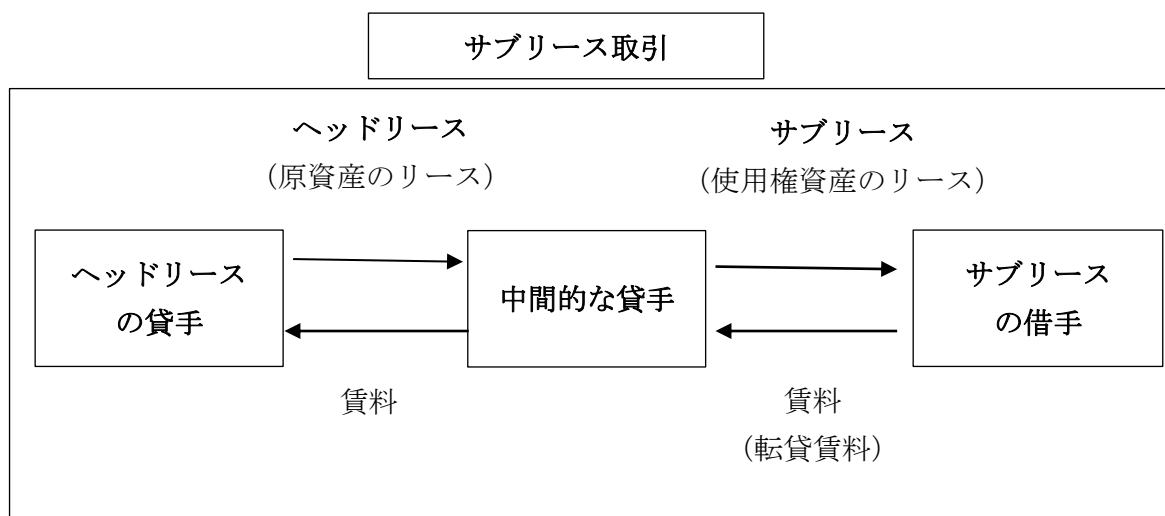 サブリース取引
ヘッドリース
（原資産のリース）
サブリース
（使用権資産のリース）
ヘッドリース
の貸手
中間的な貸手
サブリース
の借手
賃料
賃料
（転貸賃料）